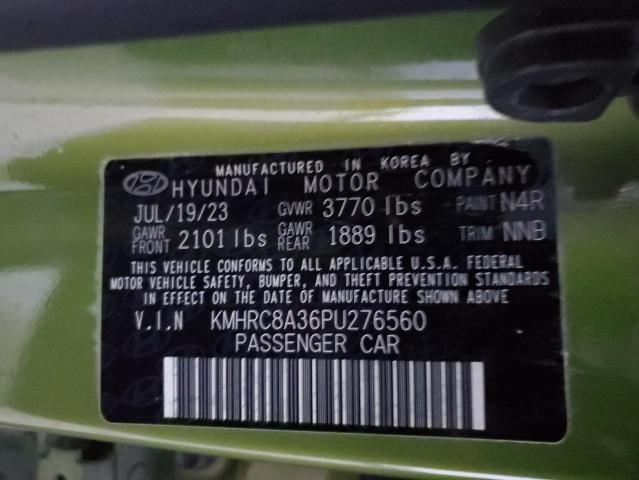 MANUFACTURED IN KOREA BY
HYUNDAI MOTOR COMPANY
JUL/19/23 GVWR 3770 lbs PAINT N4R
GAWR FRONT 2101 lbs GAWR REAR 1889 lbs TRIM NNB
THIS VEHICLE CONFORMS TO ALL APPLICABLE U.S.A. FEDERAL
MOTOR VEHICLE SAFETY, BUMPER, AND THEFT PREVENTION STANDARDS
IN EFFECT ON THE DATE OF MANUFACTURE SHOWN ABOVE
V.I.N KMHRC8A36PU276560
PASSENGER CAR